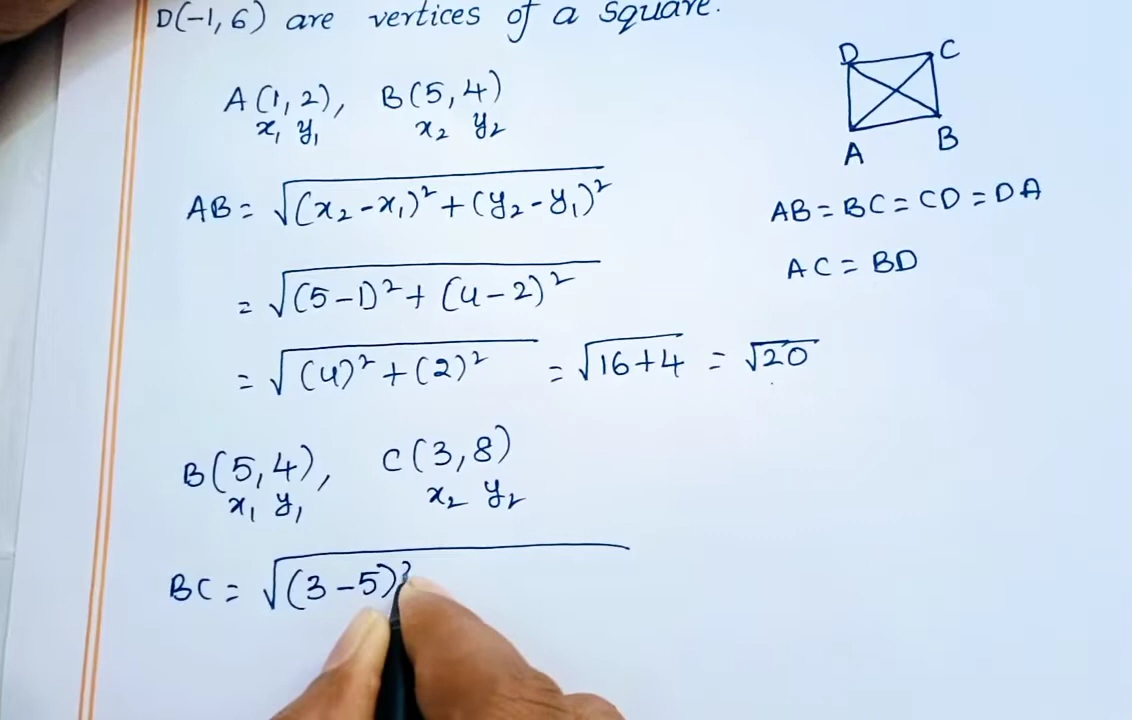 D(-1,6) are vertices of a square.
A(1,2), B(5,4)
x₁ y₁ x₂ y₂
D C
A B
AB = √(x₂-x₁)²+(y₂-y₁)²
AB = BC = CD = DA
= √(5-1)²+(4-2)²
AC = BD
= √(4)²+(2)² = √16+4 = √20
B(5,4), C(3,8)
x₁ y₁ x₂ y₂
BC = √(3-5)²